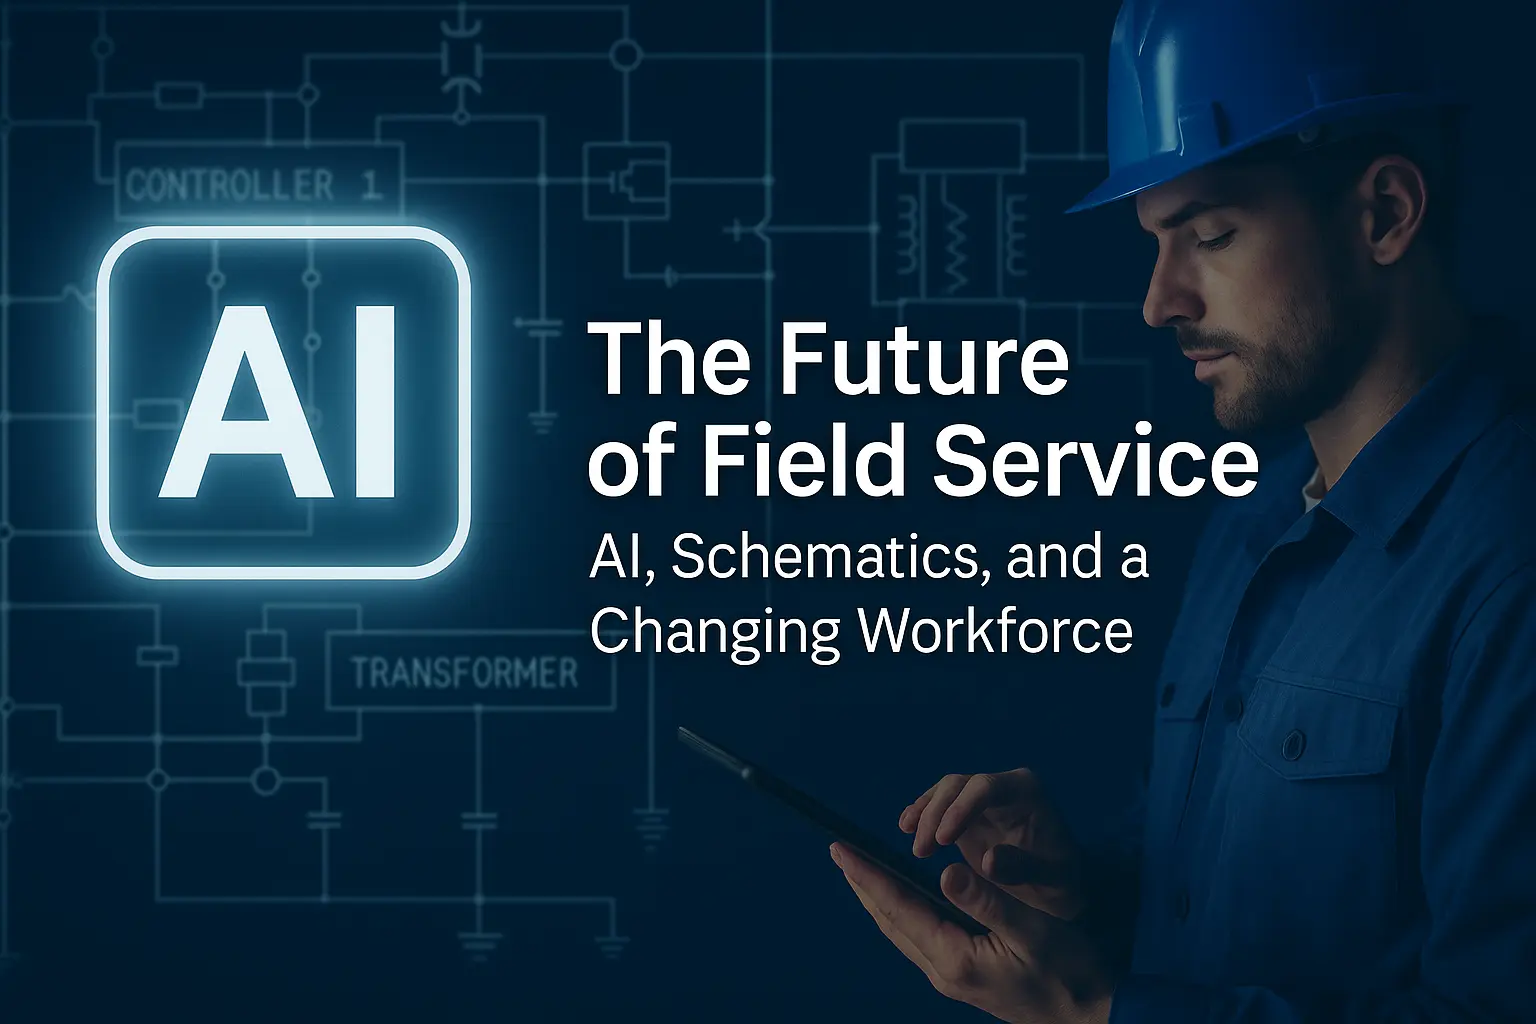 CONTROLLER 1
AI
The Future
of Field Service
AI, Schematics, and a
Changing Workforce
TRANSFORMER